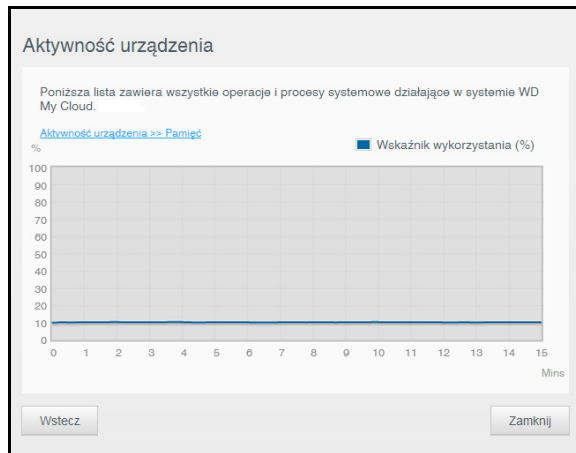 Aktywność urządzenia
Poniższa lista zawiera wszystkie operacje i procesy systemowe działające w systemie WD
My Cloud.
Aktywność urządzenia >> Pamięć
%
Wskaźnik wykorzystania (%)
100
90
80
70
60
50
40
30
20
10
0
0 1 2 3 4 5 6 7 8 9 10 11 12 13 14 15
Mins
Wstecz
Zamknij